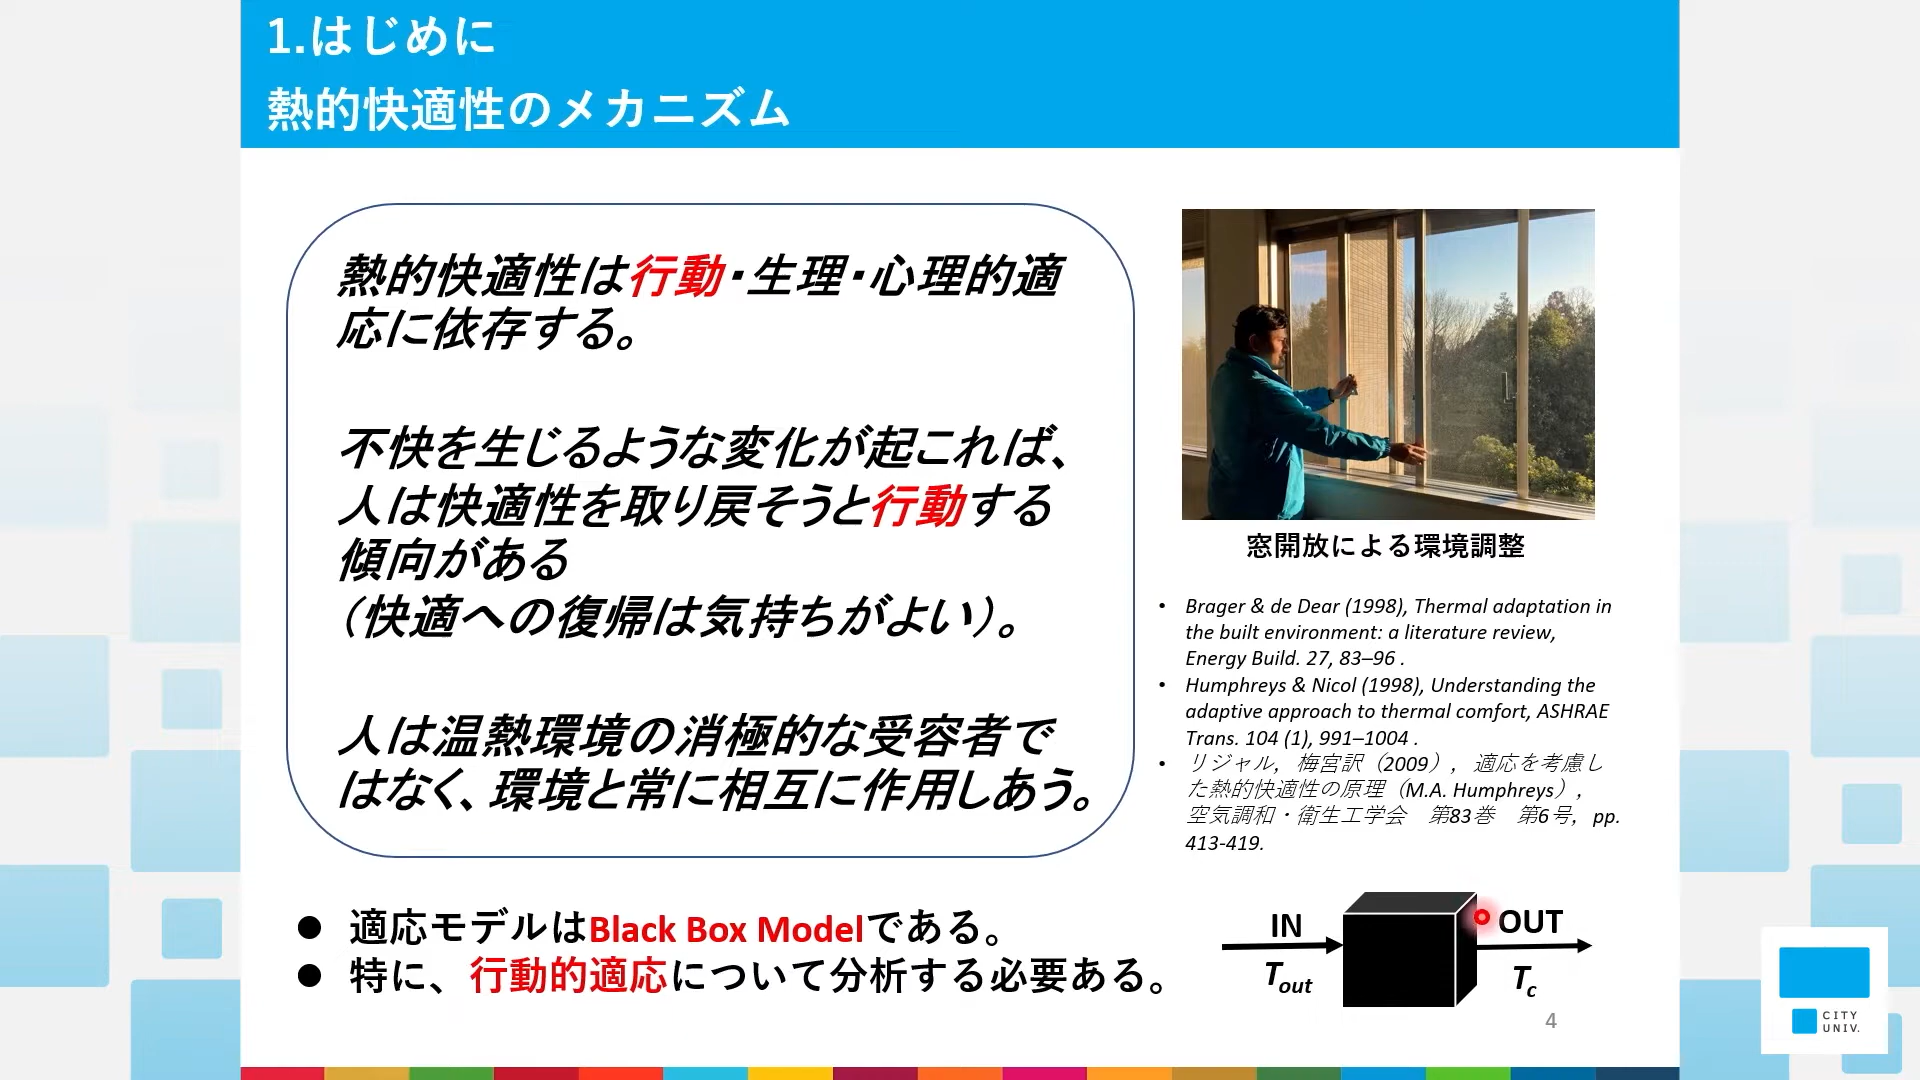 1.はじめに
熱的快適性のメカニズム
熱的快適性は行動・生理・心理的適
応に依存する。
不快を生じるような変化が起これば、
人は快適性を取り戻そうと行動する
傾向がある
（快適への復帰は気持ちがよい）。
人は温熱環境の消極的な受容者で
はなく、環境と常に相互に作用しあう。
窓開放による環境調整
• Brager & de Dear (1998), Thermal adaptation in
the built environment: a literature review,
Energy Build. 27, 83–96 .
• Humphreys & Nicol (1998), Understanding the
adaptive approach to thermal comfort, ASHRAE
Trans. 104 (1), 991–1004 .
• リジャル，梅宮訳（2009），適応を考慮し
た熱的快適性の原理（M.A. Humphreys），
空気調和・衛生工学会　第83巻　第6号，pp.
413-419.
● 適応モデルはBlack Box Modelである。
● 特に、行動的適応について分析する必要ある。
IN
Tout
OUT
Tc
4
CITY
UNIV.